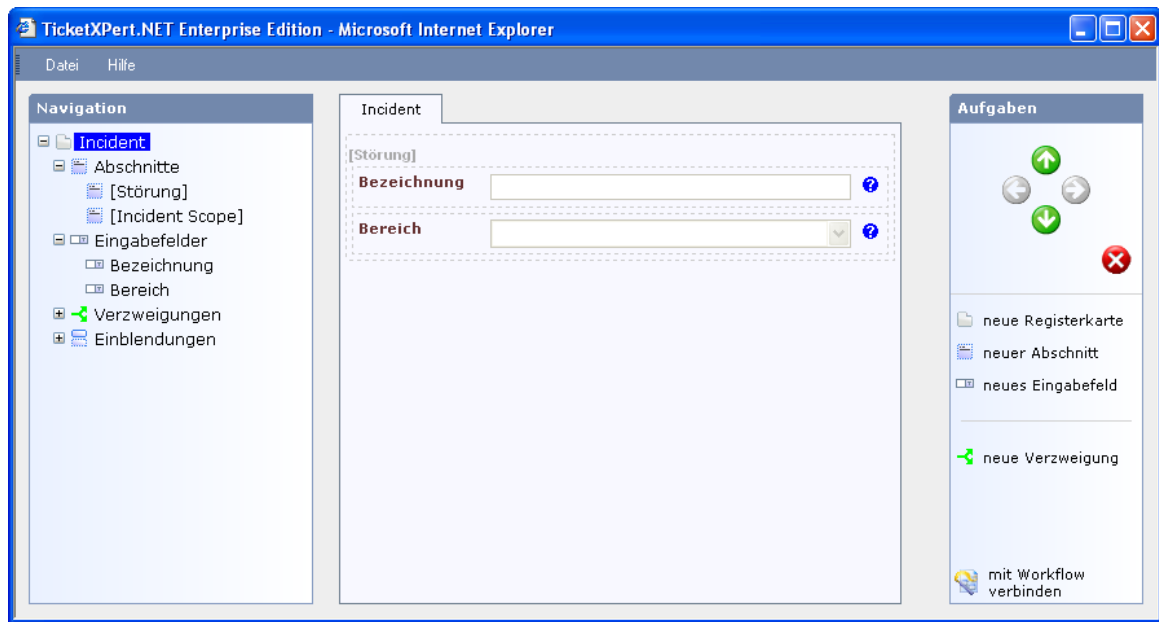 TicketXPert.NET Enterprise Edition - Microsoft Internet Explorer
Datei Hilfe
Navigation
Incident
Abschnitte
[Störung]
[Incident Scope]
Eingabefelder
Bezeichnung
Bereich
Verzweigungen
Einblendungen
Incident
[Störung]
Bezeichnung
Bereich
Aufgaben
neue Registerkarte
neuer Abschnitt
neues Eingabefeld
neue Verzweigung
mit Workflow
verbinden